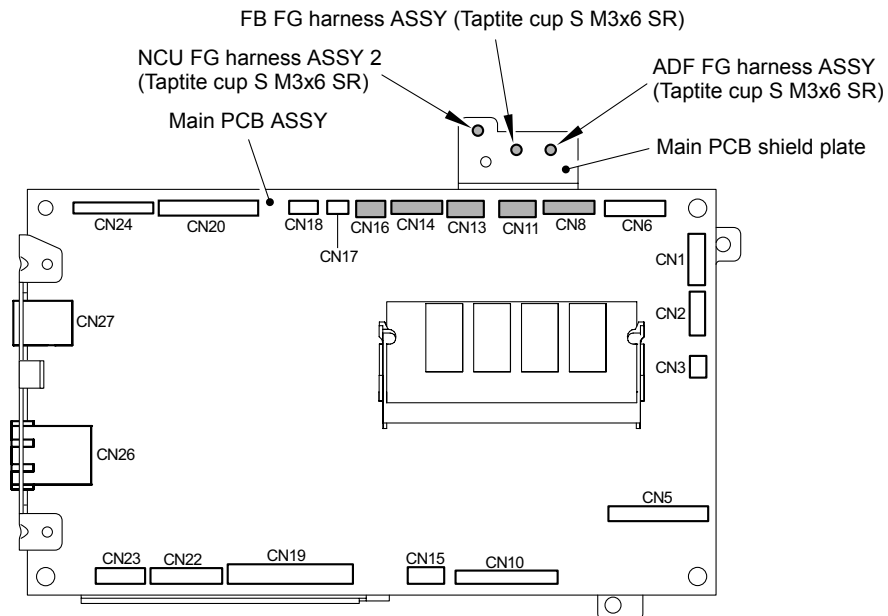 FB FG harness ASSY (Taptite cup S M3x6 SR)
NCU FG harness ASSY 2
(Taptite cup S M3x6 SR)
ADF FG harness ASSY
(Taptite cup S M3x6 SR)
Main PCB ASSY
Main PCB shield plate
CN24
CN20
CN18
CN17
CN16
CN14
CN13
CN11
CN8
CN6
CN1
CN27
CN2
CN3
CN26
CN5
CN23
CN22
CN19
CN15
CN10